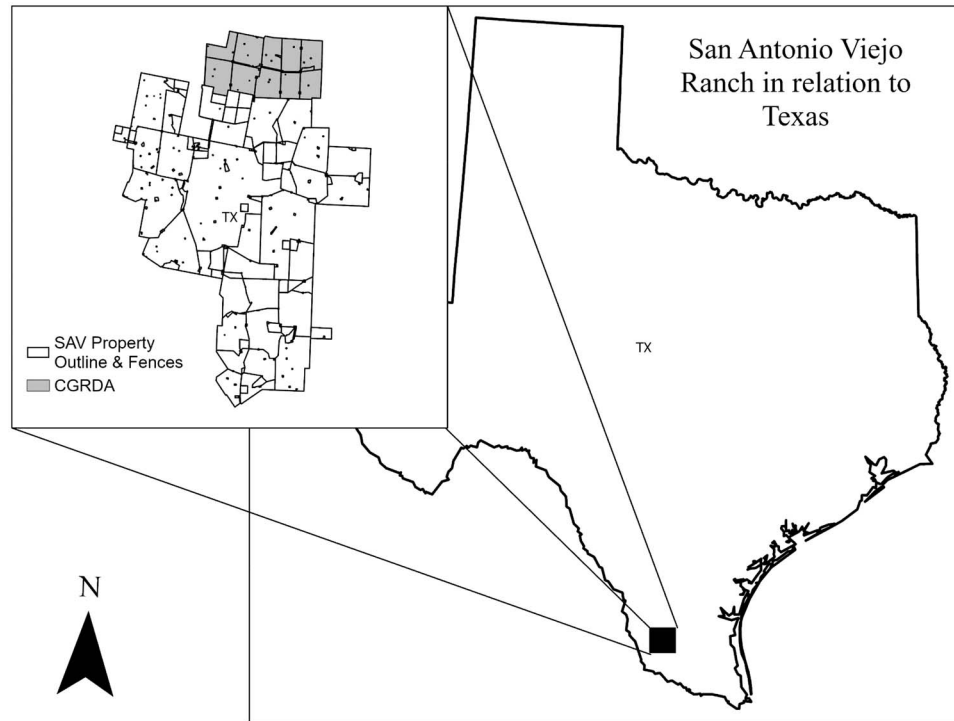 San Antonio Viejo
Ranch in relation to
Texas
TX
SAV Property
Outline & Fences
CGRDA
TX
N